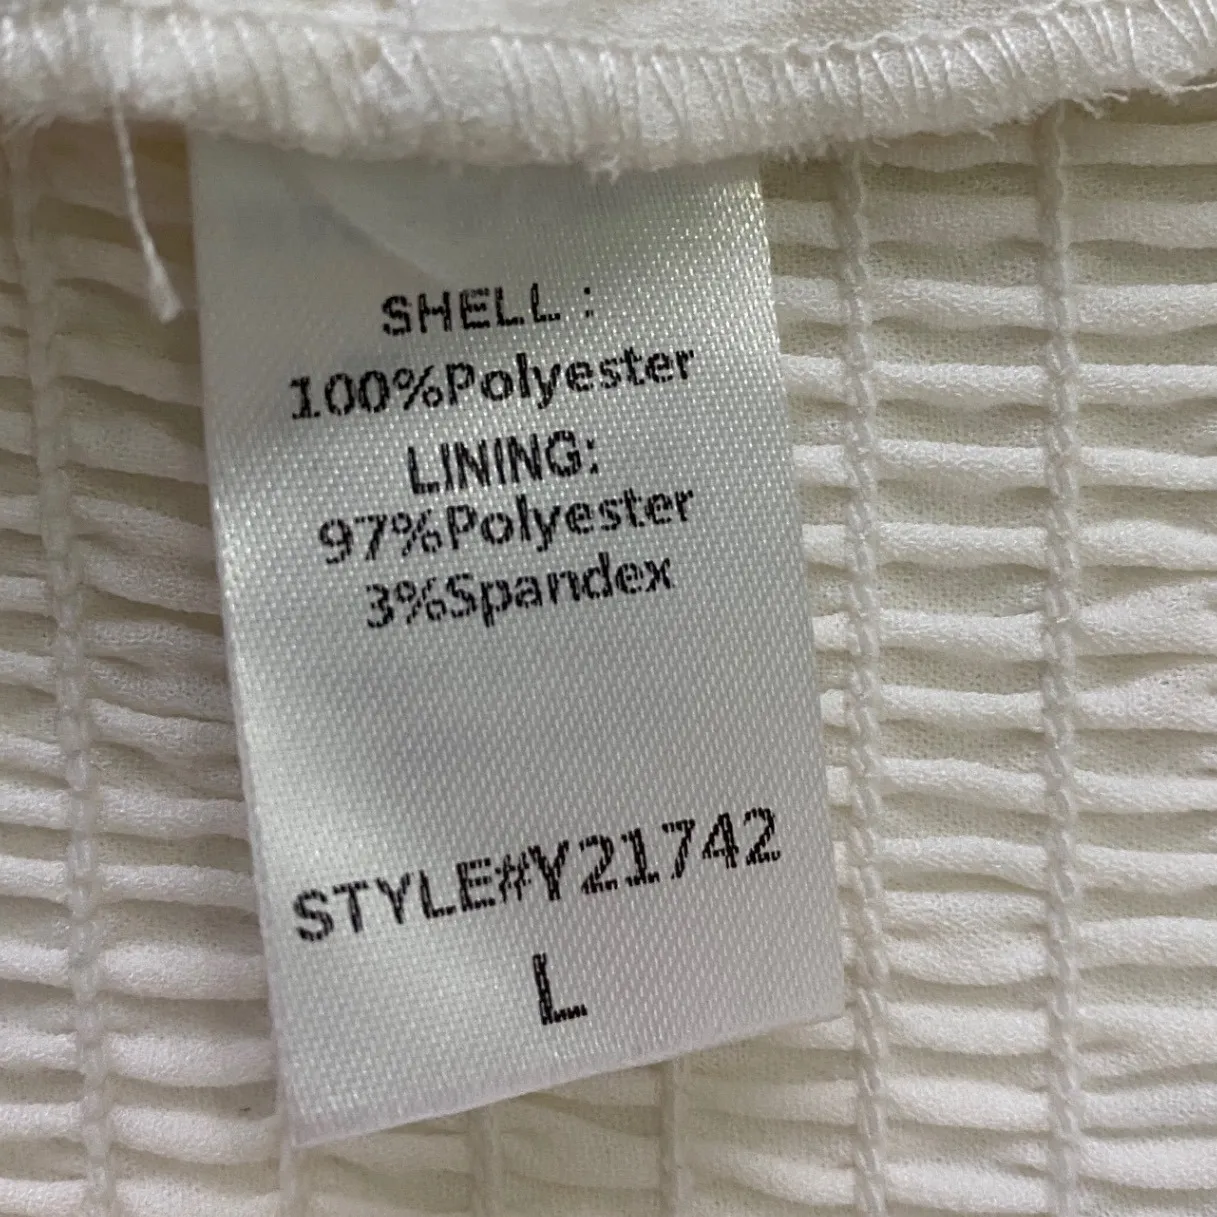 SHELL :
100%Polyester
LINING:
97%Polyester
3%Spandex
STYLE#Y21742
L